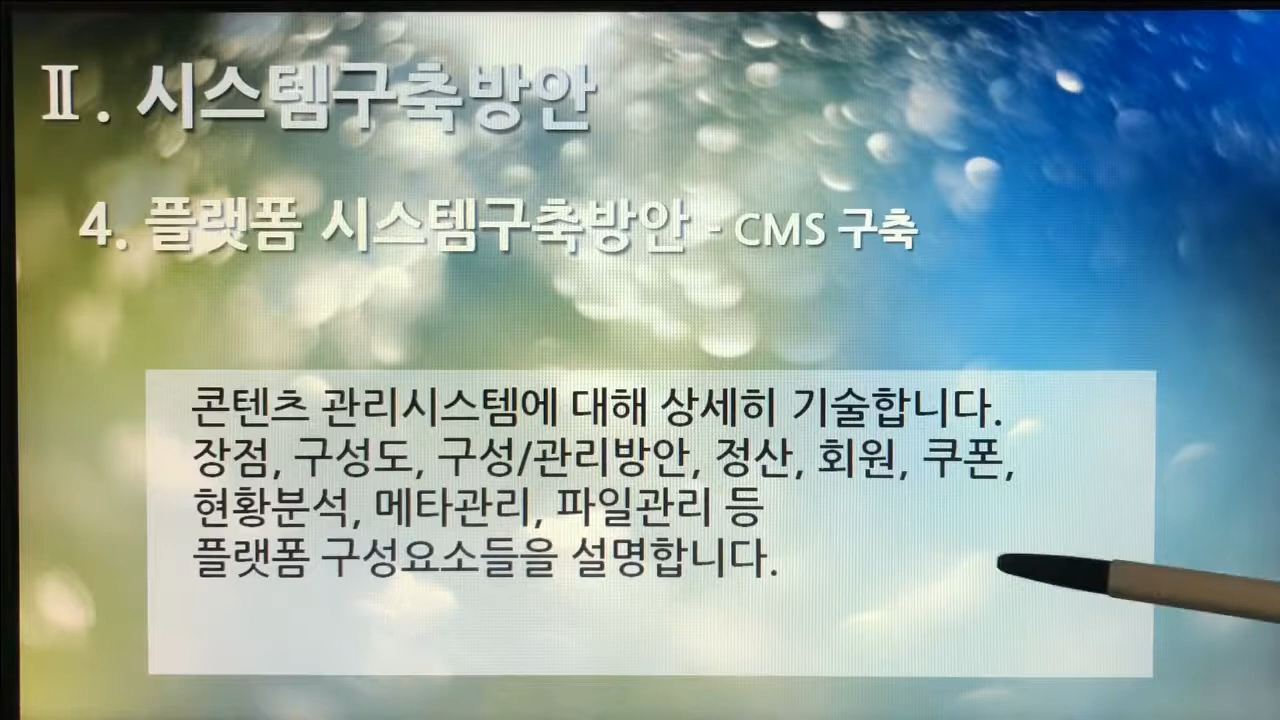 Ⅱ. 시스템구축방안
4. 플랫폼 시스템구축방안 - CMS 구축
콘텐츠 관리시스템에 대해 상세히 기술합니다.
장점, 구성도, 구성/관리방안, 정산, 회원, 쿠폰,
현황분석, 메타관리, 파일관리 등
플랫폼 구성요소들을 설명합니다.